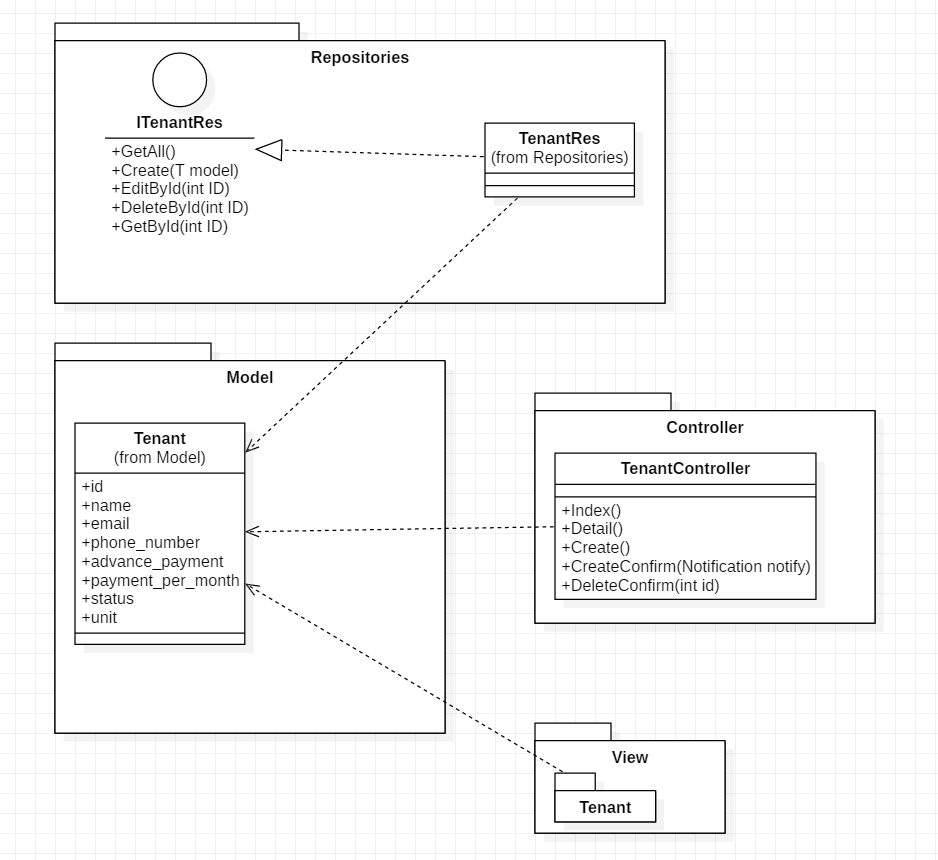 Repositories
ITenantRes
+GetAll()
+Create(T model)
+EditById(int ID)
+DeleteById(int ID)
+GetById(int ID)
TenantRes
(from Repositories)
Model
Tenant
(from Model)
+id
+name
+email
+phone_number
+advance_payment
+payment_per_month
+status
+unit
Controller
TenantController
+Index()
+Detail()
+Create()
+CreateConfirm(Notification notify)
+DeleteConfirm(int id)
View
Tenant